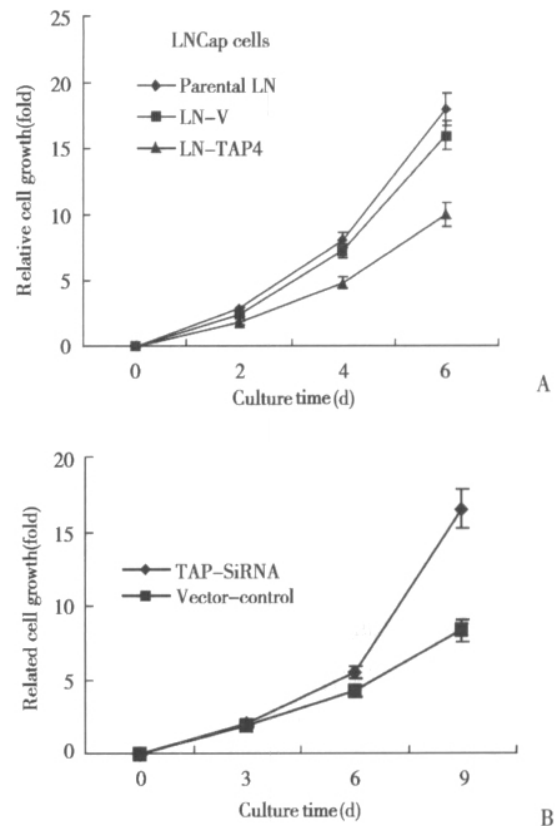 25
LNCap cells
20
Parental LN
LN-V
15
LN-TAP4
10
5
0
Relative cell growth(fold)
0 2 4 6
Culture time(d)
A
20
15
TAP-SiRNA
Vector-control
10
5
0
Related cell growth(fold)
0 3 6 9
Culture time(d)
B